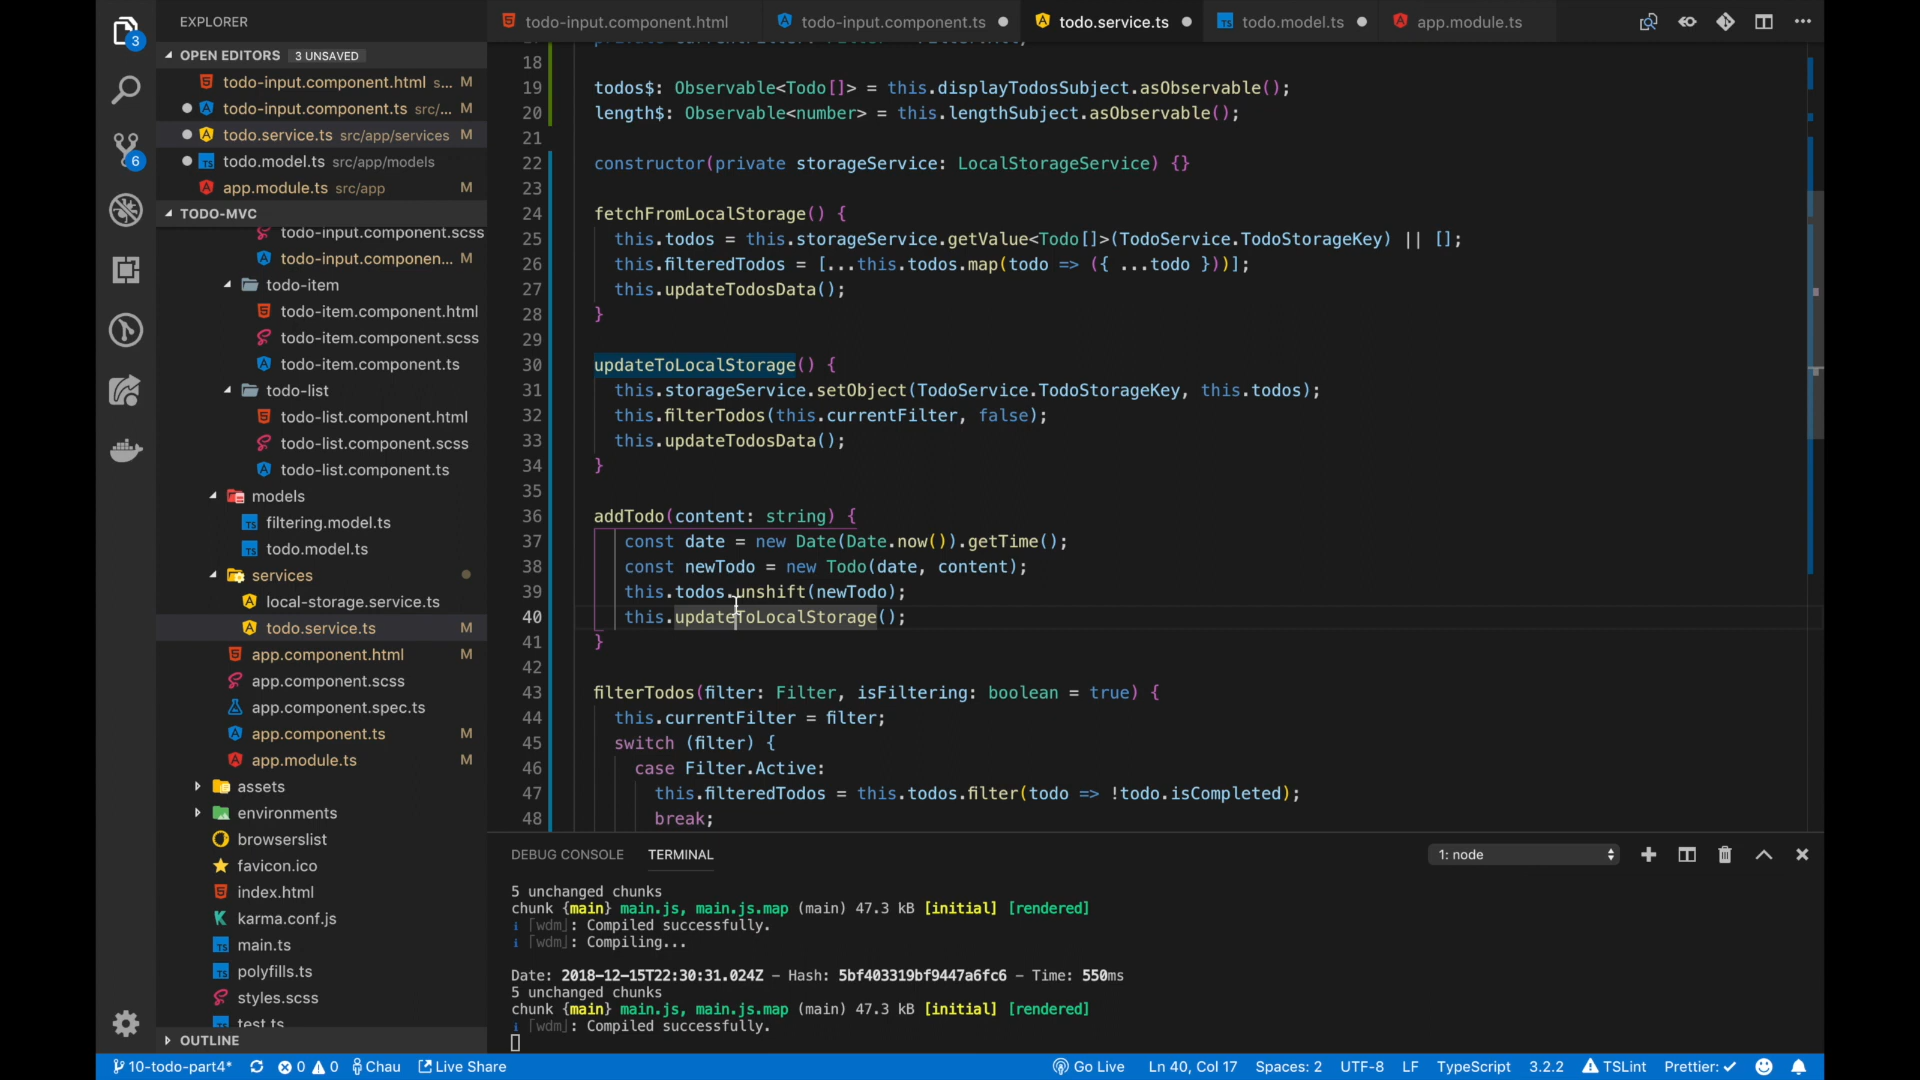 EXPLORER
OPEN EDITORS 3 UNSAVED
todo-input.component.html s... M
todo-input.component.ts src/... M
todo.service.ts src/app/services M
todo.model.ts src/app/models
app.module.ts src/app M
TODO-MVC
todo-input.component.scss
todo-input.componen... M
todo-item
todo-item.component.html
todo-item.component.scss
todo-item.component.ts
todo-list
todo-list.component.html
todo-list.component.scss
todo-list.component.ts
models
filtering.model.ts
todo.model.ts
services
local-storage.service.ts
todo.service.ts M
app.component.html M
app.component.scss
app.component.spec.ts
app.component.ts M
app.module.ts M
assets
environments
browserslist
favicon.ico
index.html
karma.conf.js
main.ts
polyfills.ts
styles.scss
test.ts
OUTLINE
3
6
todo-input.component.html
todo-input.component.ts
todo.service.ts
todo.model.ts
app.module.ts
18
19 todos$: Observable<Todo[]> = this.displayTodosSubject.asObservable();
20 length$: Observable<number> = this.lengthSubject.asObservable();
21
22 constructor(private storageService: LocalStorageService) {}
23
24 fetchFromLocalStorage() {
25 this.todos = this.storageService.getValue<Todo[]>(TodoService.TodoStorageKey) || [];
26 this.filteredTodos = [...this.todos.map(todo => ({ ...todo }))];
27 this.updateTodosData();
28 }
29
30 updateToLocalStorage() {
31 this.storageService.setObject(TodoService.TodoStorageKey, this.todos);
32 this.filterTodos(this.currentFilter, false);
33 this.updateTodosData();
34 }
35
36 addTodo(content: string) {
37 const date = new Date(Date.now()).getTime();
38 const newTodo = new Todo(date, content);
39 this.todos.unshift(newTodo);
40 this.updateToLocalStorage();
41 }
42
43 filterTodos(filter: Filter, isFiltering: boolean = true) {
44 this.currentFilter = filter;
45 switch (filter) {
46 case Filter.Active:
47 this.filteredTodos = this.todos.filter(todo => !todo.isCompleted);
48 break;
DEBUG CONSOLE TERMINAL 1: node
5 unchanged chunks
chunk {main} main.js, main.js.map (main) 47.3 kB [initial] [rendered]
i ｢wdm｣: Compiled successfully.
i ｢wdm｣: Compiling...
Date: 2018-12-15T22:30:31.024Z - Hash: 5bf403319bf9447a6fc6 - Time: 550ms
5 unchanged chunks
chunk {main} main.js, main.js.map (main) 47.3 kB [initial] [rendered]
i ｢wdm｣: Compiled successfully.
10-todo-part4* 0 0 Chau Live Share Go Live Ln 40, Col 17 Spaces: 2 UTF-8 LF TypeScript 3.2.2 TSLint Prettier: ✓